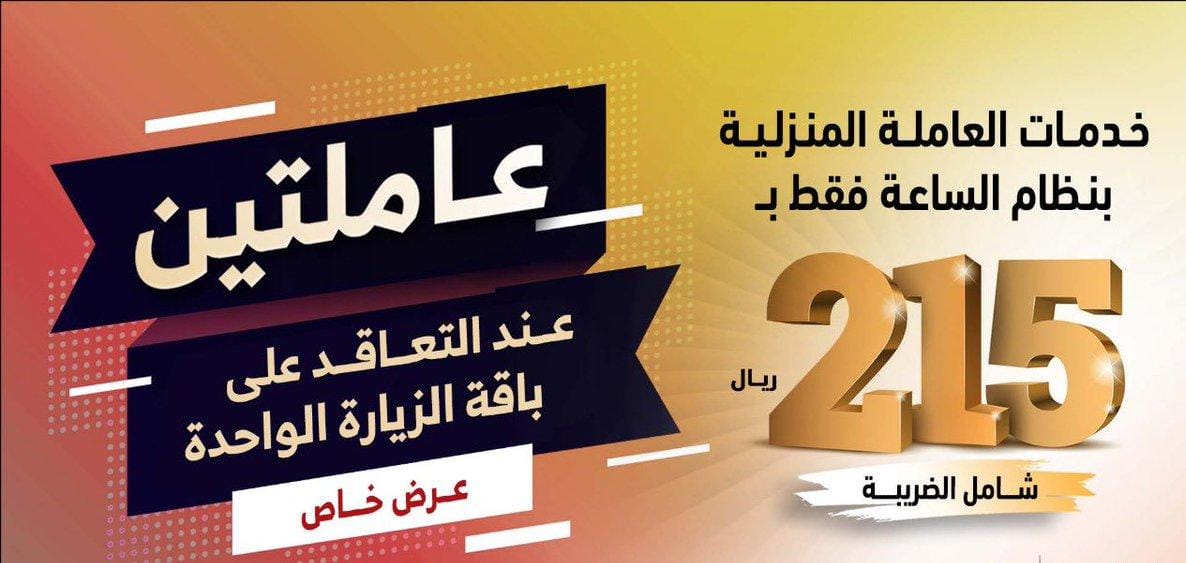 خدمات العاملة المنزلية
بنظام الساعة فقط بـ
215
ريال
شامل الضريبة
عاملتين
عند التعاقد على
باقة الزيارة الواحدة
عرض خاص